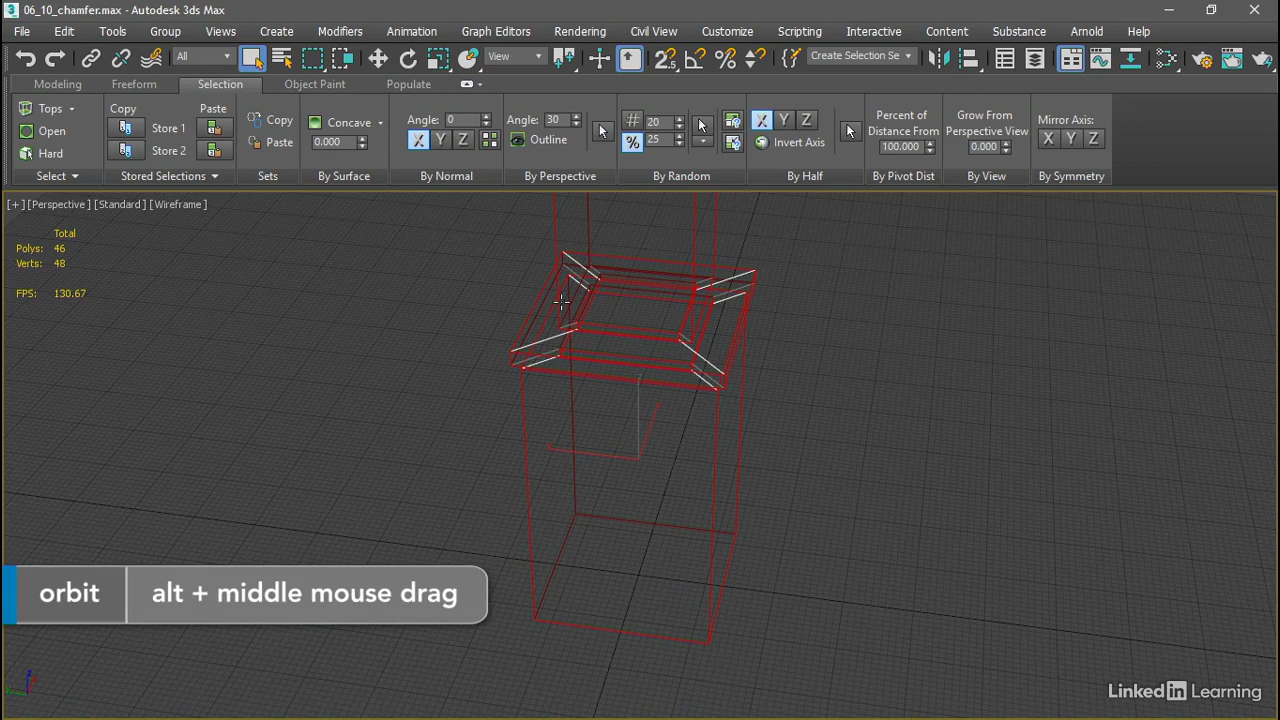 06_10_chamfer.max - Autodesk 3ds Max
File Edit Tools Group Views Create Modifiers Animation Graph Editors Rendering Civil View Customize Scripting Interactive Content Substance Arnold Help
All View Create Selection Se
Modeling Freeform Selection Object Paint Populate
Tops Copy Paste Copy Concave Angle: 0 Angle: 30 # 20 X Y Z Percent of Grow From Mirror Axis:
Open Store 1 Paste 0.000 X Y Z Outline % 25 Invert Axis Distance From Perspective View X Y Z
Hard Store 2 100.000 0.000
Select Stored Selections Sets By Surface By Normal By Perspective By Random By Half By Pivot Dist By View By Symmetry
[+] [Perspective] [Standard] [Wireframe]
Total
Polys: 46
Verts: 48
FPS: 130.67
z
orbit alt + middle mouse drag
Linked in Learning